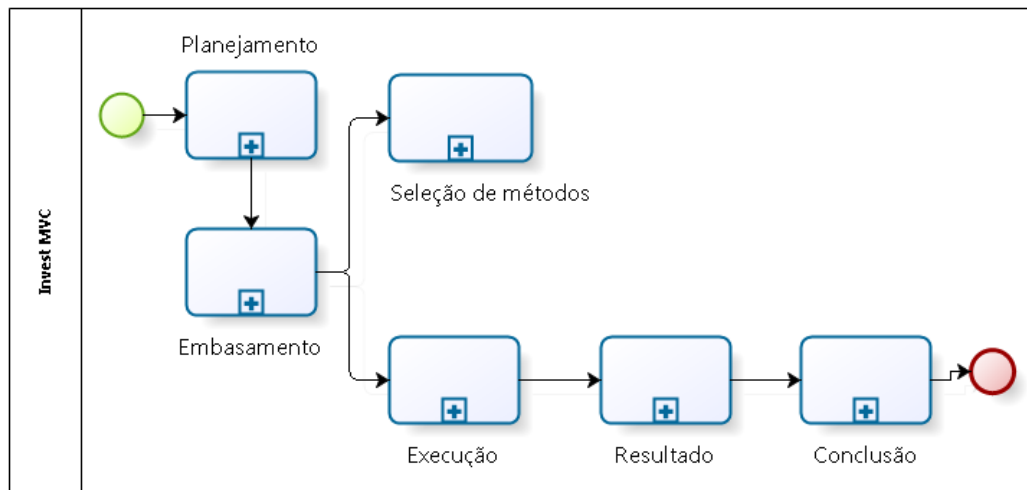 Invest MVC
Planejamento
Seleção de métodos
Embasamento
Execução
Resultado
Conclusão